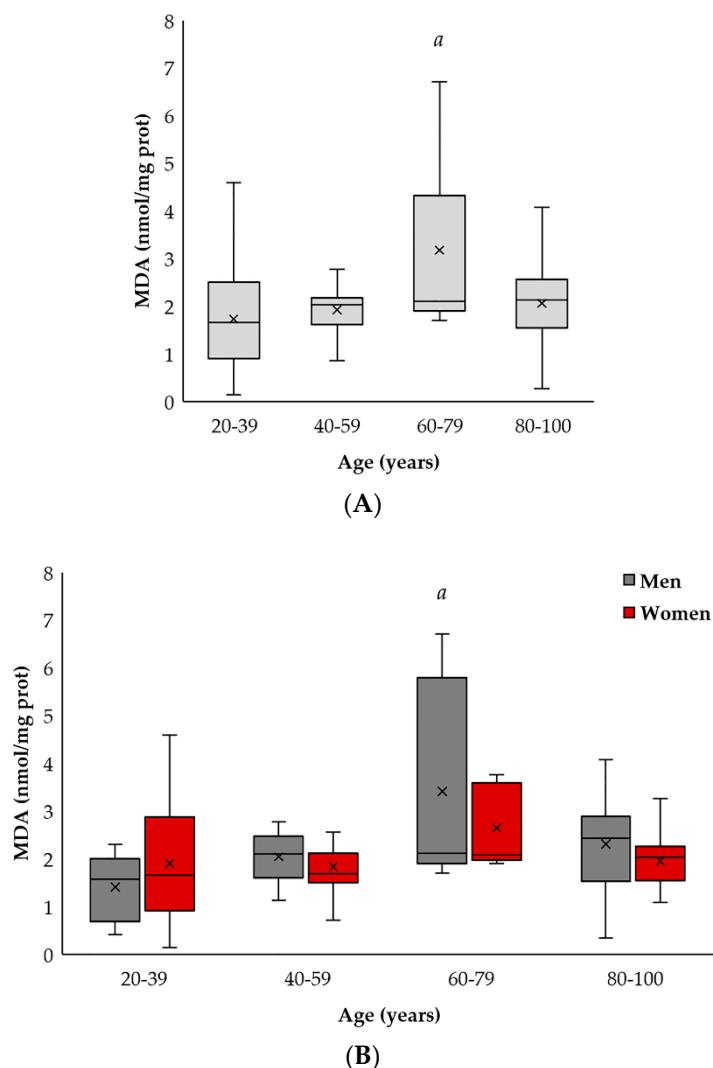 8
a
7
6
5
4
3
2
1
0
MDA (nmol/mg prot)
20-39 40-59 60-79 80-100
Age (years)
(A)
8
Men
a
Women
7
6
5
4
3
2
1
0
MDA (nmol/mg prot)
20-39 40-59 60-79 80-100
Age (years)
(B)